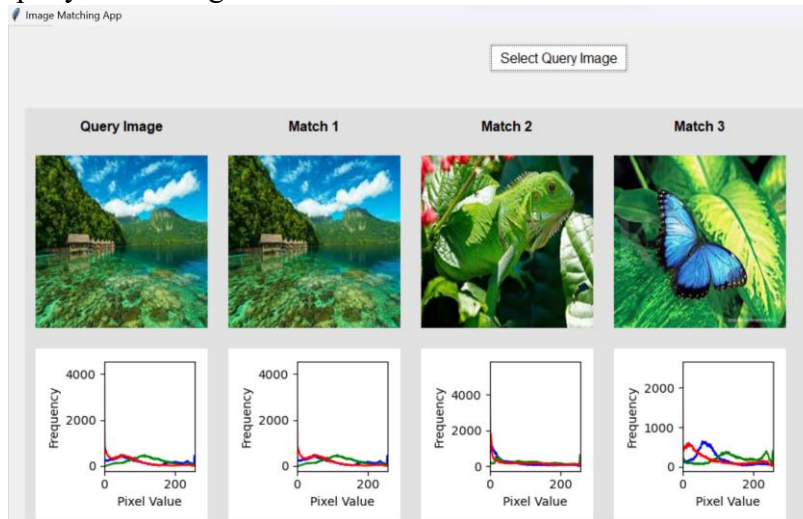 Image Matching App
Select Query Image
Query Image Match 1 Match 2 Match 3
4000 4000
4000 2000
2000 2000 2000 1000
0 0 0 0
Frequency Frequency Frequency Frequency
0 200 0 200 0 200 0 200
Pixel Value Pixel Value Pixel Value Pixel Value